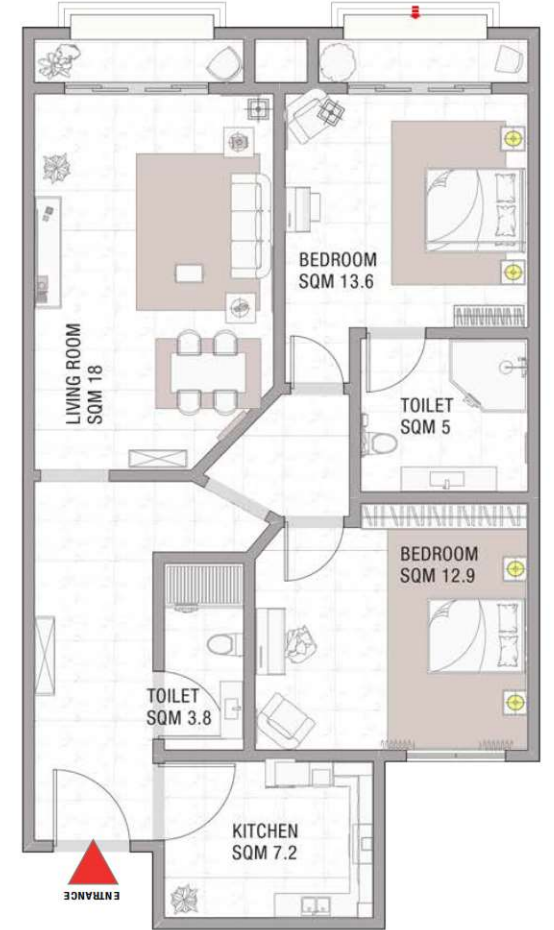 BEDROOM
SQM 13.6
LIVING ROOM
SQM 18
TOILET
SQM 5
BEDROOM
SQM 12.9
TOILET
SQM 3.8
KITCHEN
SQM 7.2
ENTRANCE